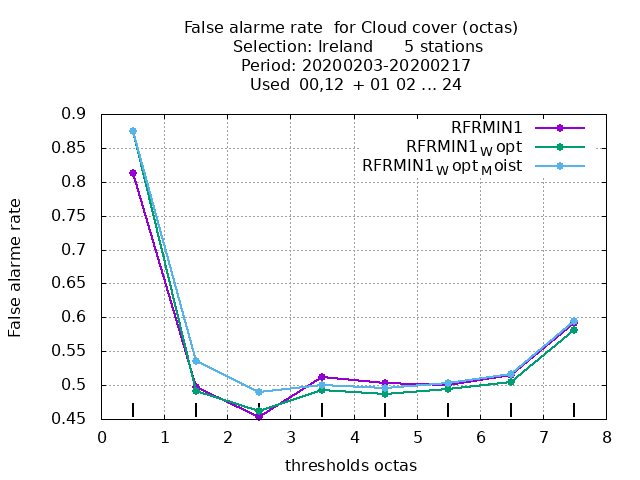 False alarme rate  for Cloud cover (octas)
Selection: Ireland      5 stations
Period: 20200203-20200217
Used  00,12  + 01 02 ... 24
0.9
RFRMIN1
0.85
RFRMIN1Wopt
RFRMIN1WoptMoist
0.8
0.75
0.7
0.65
0.6
0.55
0.5
0.45
False alarme rate
0 1 2 3 4 5 6 7 8
thresholds octas